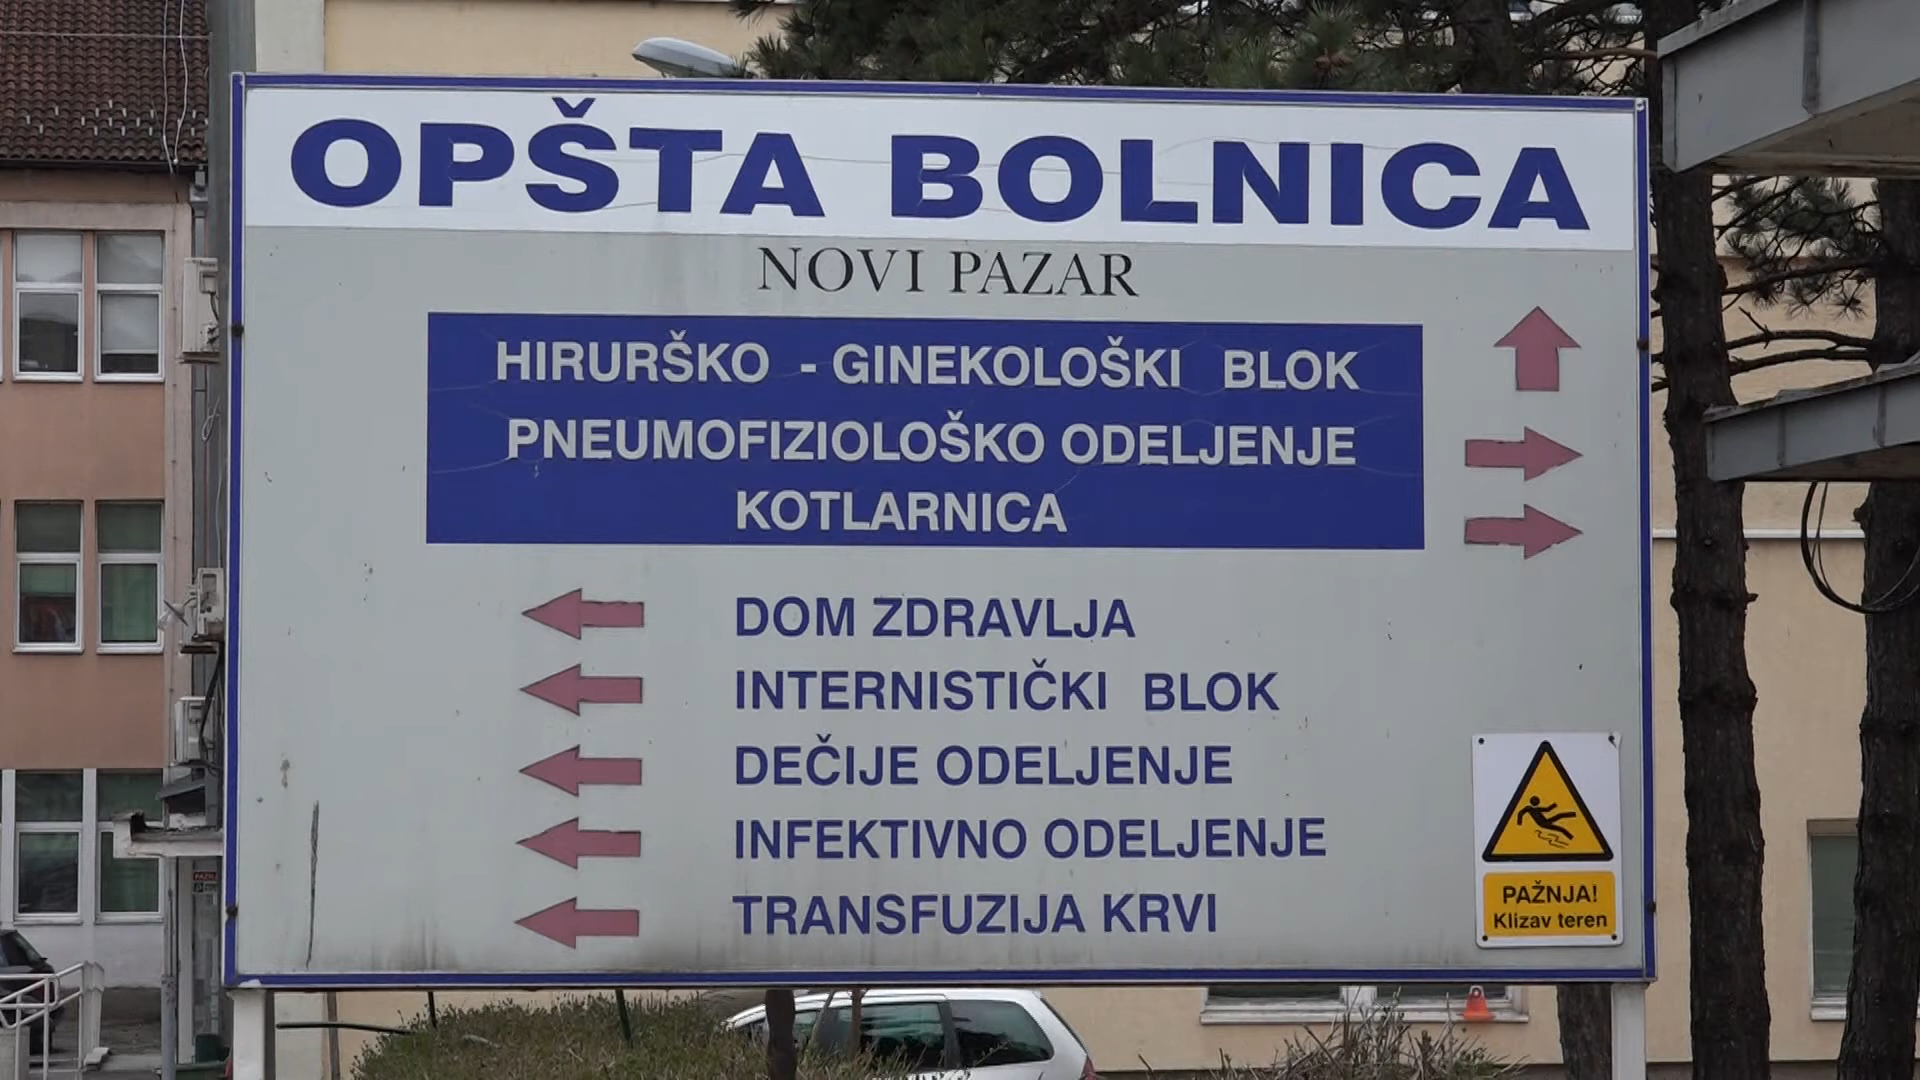 OPŠTA BOLNICA
NOVI PAZAR
HIRURŠKO - GINEKOLOŠKI BLOK
PNEUMOFIZIOLOŠKO ODELJENJE
KOTLARNICA
DOM ZDRAVLJA
INTERNISTIČKI BLOK
DEČIJE ODELJENJE
INFEKTIVNO ODELJENJE
TRANSFUZIJA KRVI
PAŽNJA!
Klizav teren